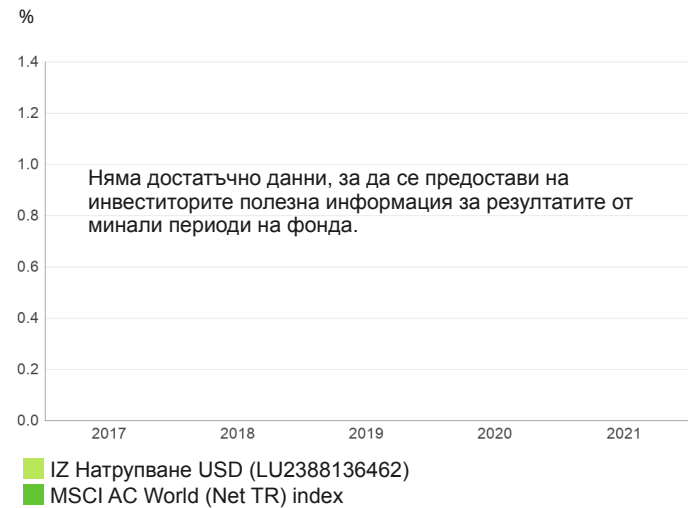 %
1.4
1.2
1.0
Няма достатъчно данни, за да се предостави на
инвеститорите полезна информация за резултатите от
0.8
минали периоди на фонда.
0.6
0.4
0.2
0.0
2017 2018 2019 2020 2021
IZ Натрупване USD (LU2388136462)
MSCI AC World (Net TR) index